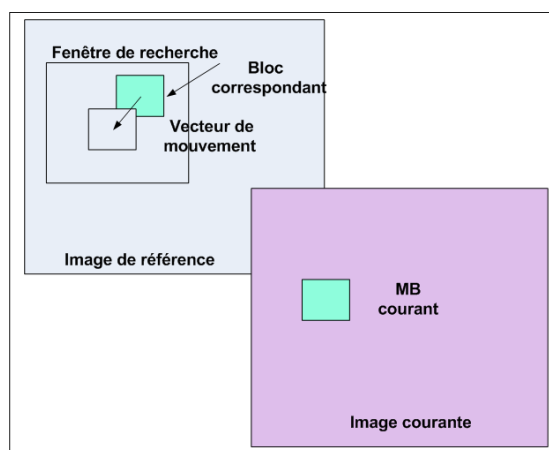 Fenêtre de recherche
Bloc
correspondant
Vecteur de
mouvement
Image de référence
MB
courant
Image courante